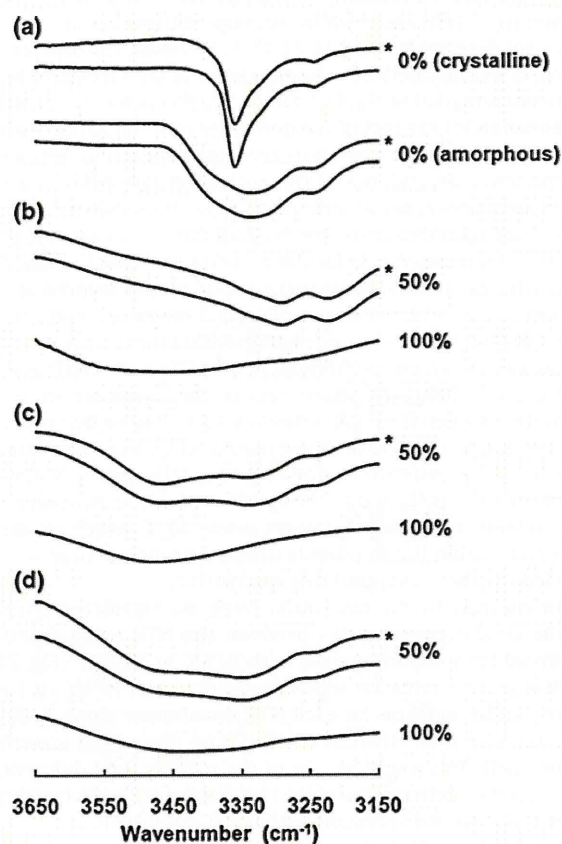 (a)
* 0% (crystalline)
* 0% (amorphous)
(b)
* 50%
100%
(c)
* 50%
100%
(d)
* 50%
100%
3650 3550 3450 3350 3250 3150
Wavenumber (cm⁻¹)